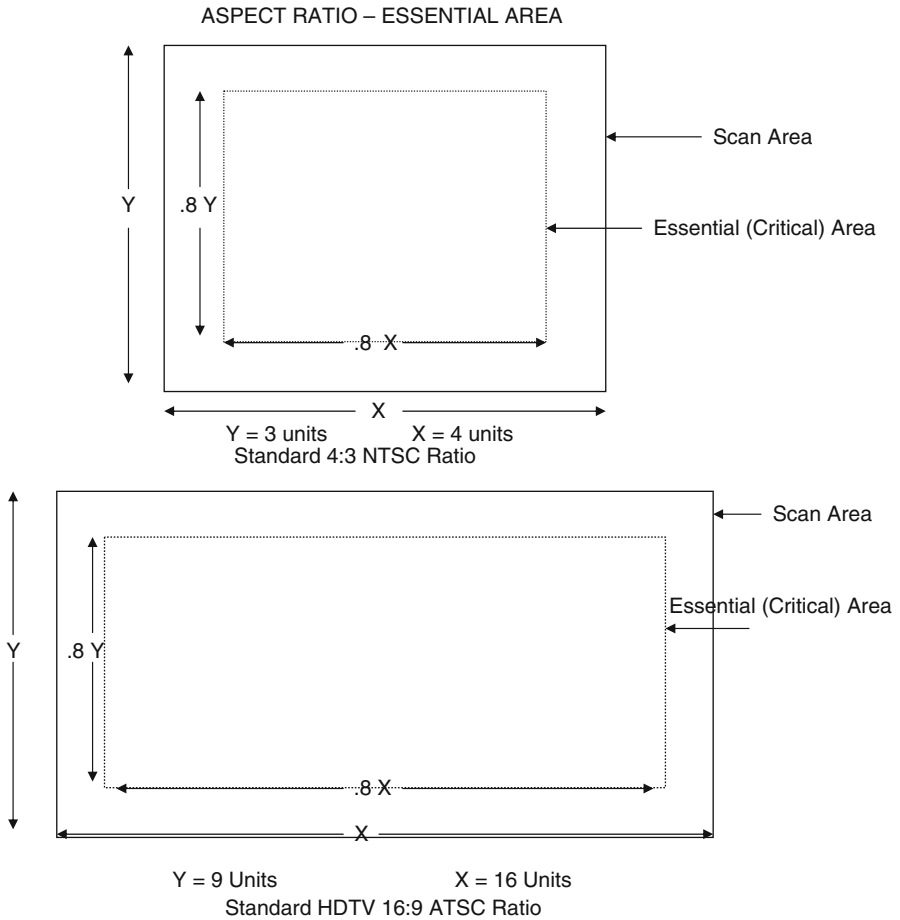 ASPECT RATIO – ESSENTIAL AREA
Scan Area
Y
.8 Y
Essential (Critical) Area
.8 X
X
Y = 3 units X = 4 units
Standard 4:3 NTSC Ratio
Scan Area
Essential (Critical) Area
Y
.8 Y
.8 X
X
Y = 9 Units X = 16 Units
Standard HDTV 16:9 ATSC Ratio